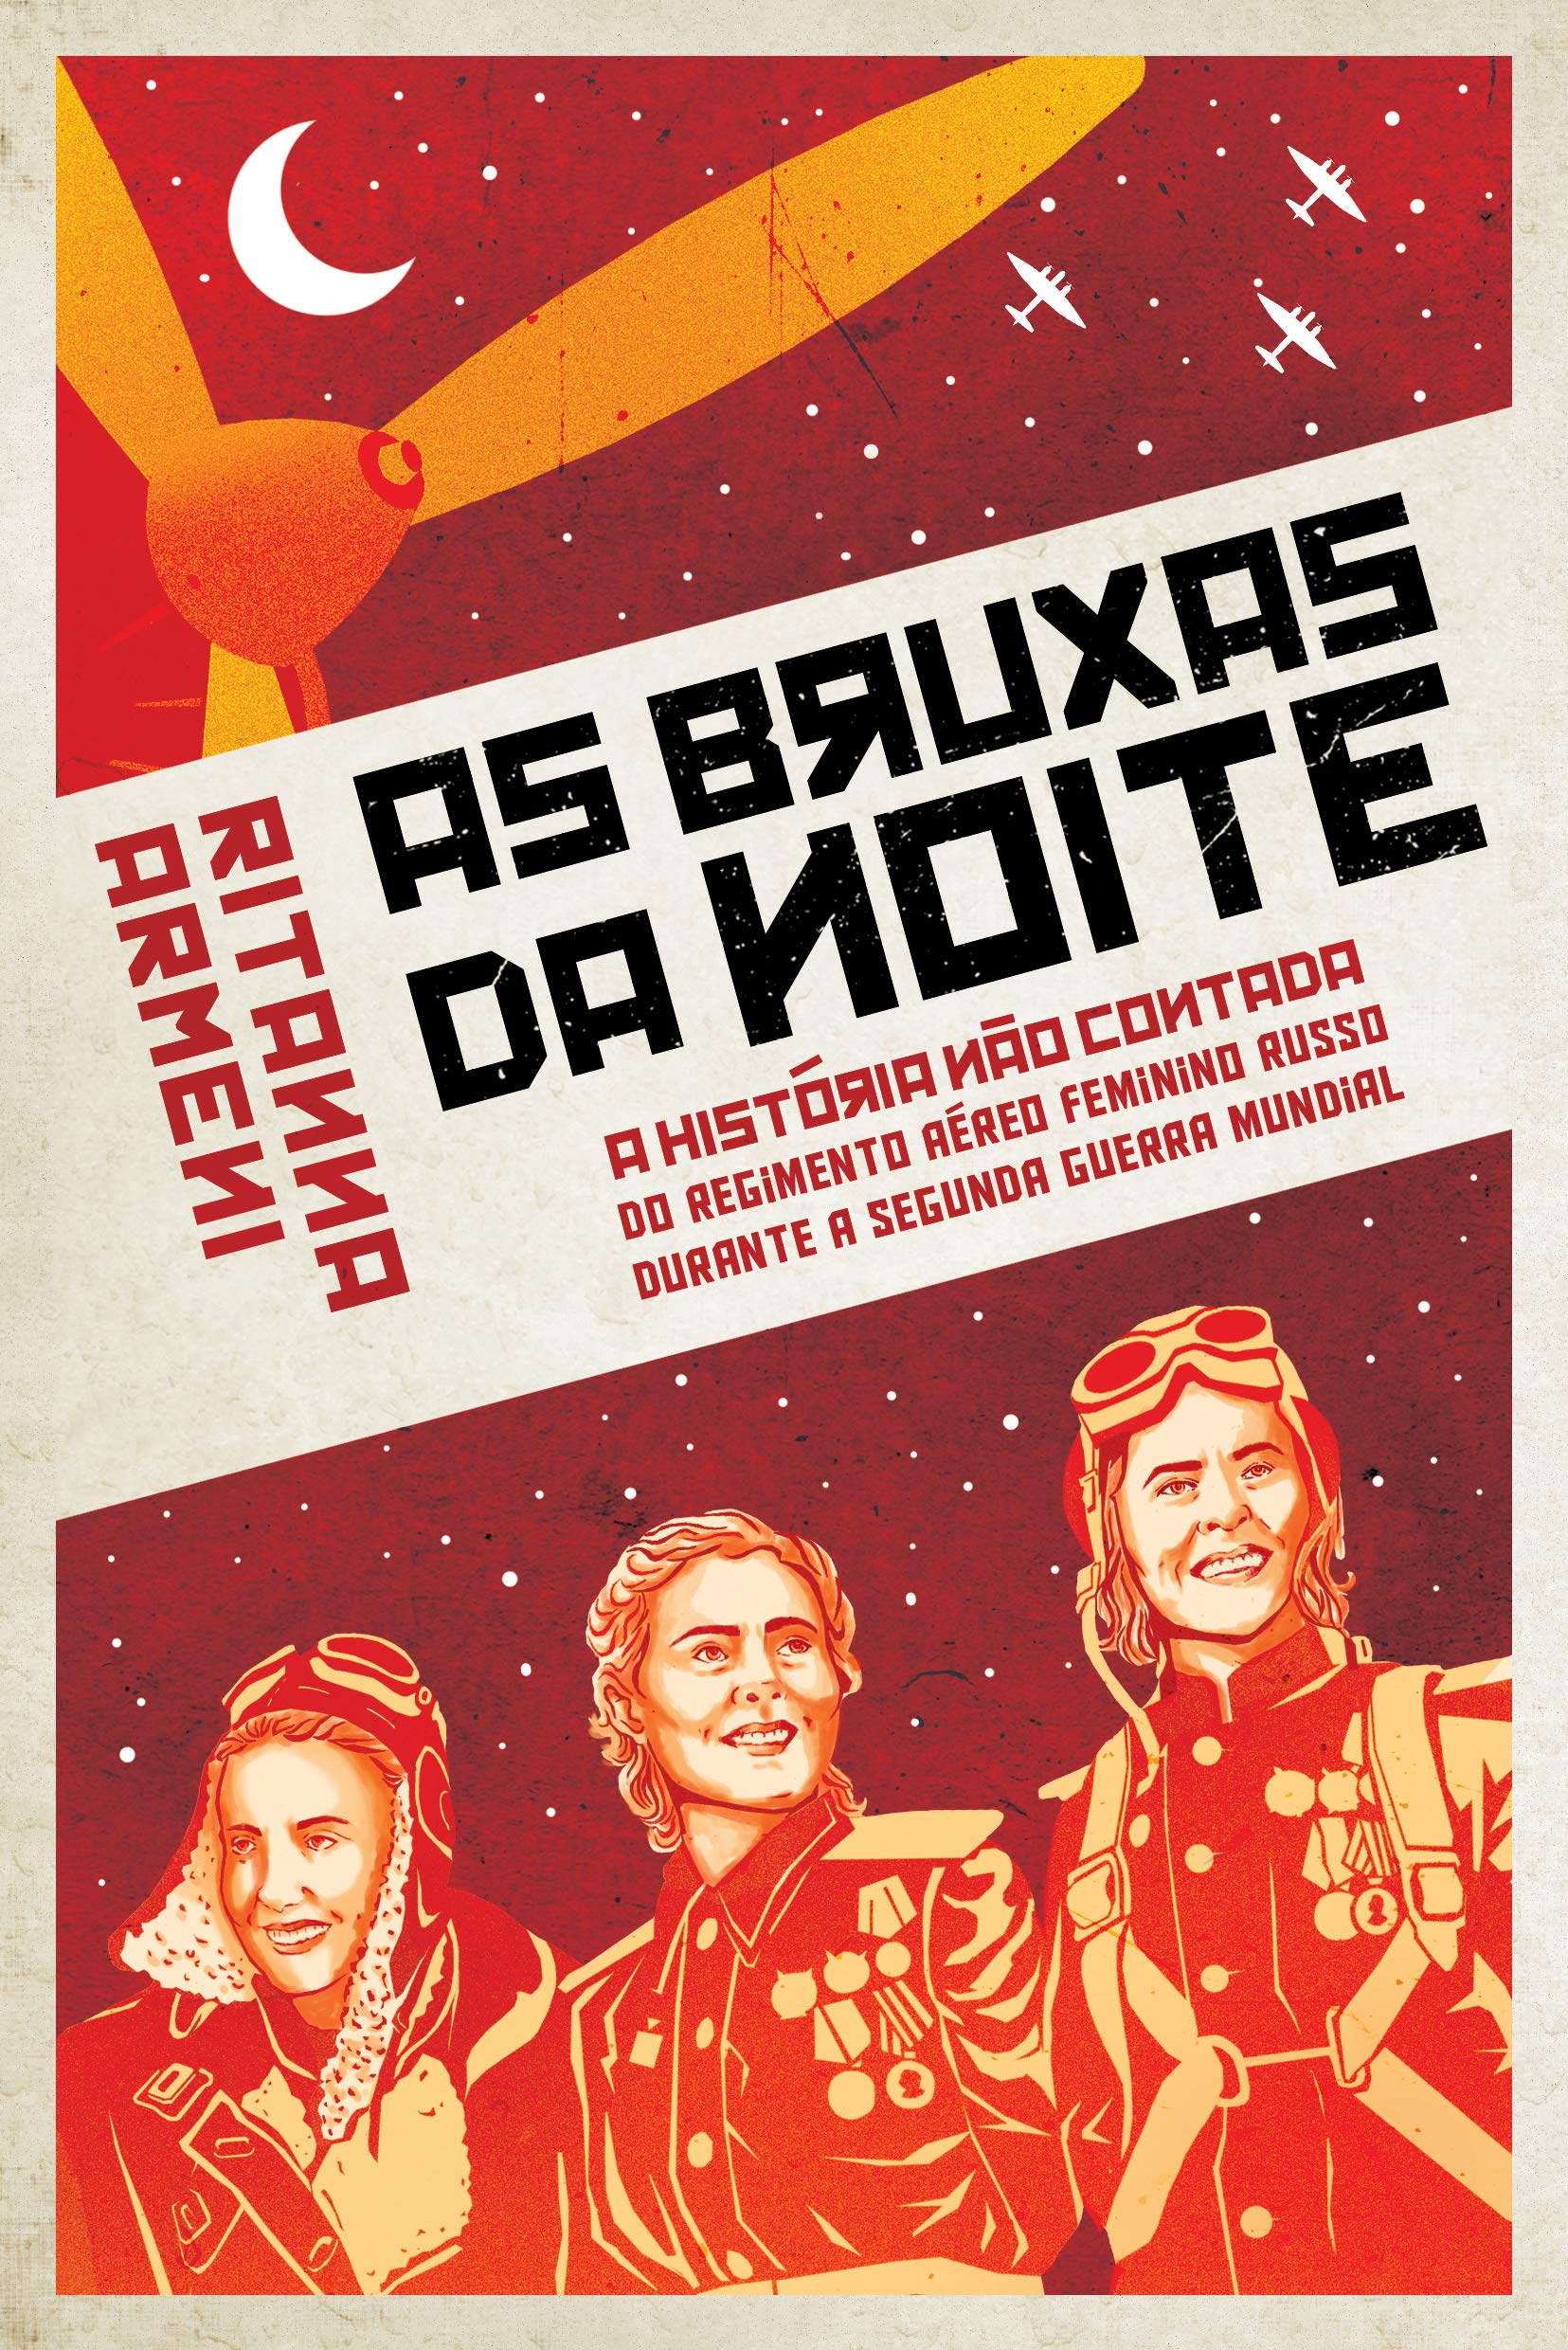 RITANNA
ARMENI
AS BRUXAS
DA NOITE
A HISTÓRIA NÃO CONTADA
DO REGIMENTO AÉREO FEMININO RUSSO
DURANTE A SEGUNDA GUERRA MUNDIAL